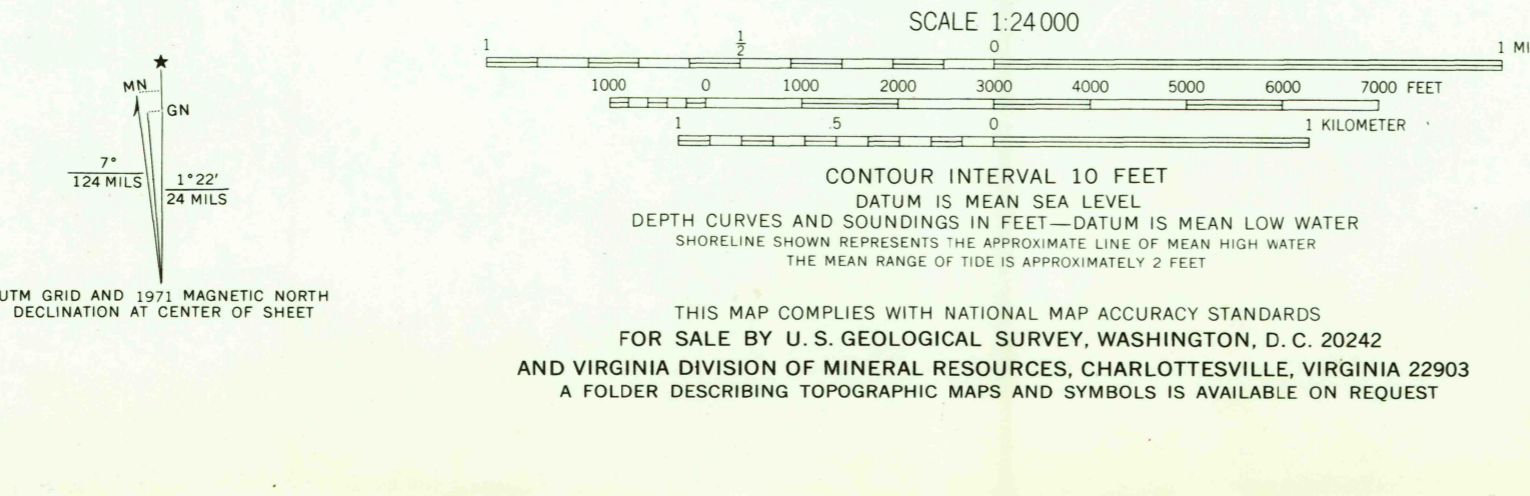 ★
MN
GN
7°
124 MILS
1°22′
24 MILS
UTM GRID AND 1971 MAGNETIC NORTH
DECLINATION AT CENTER OF SHEET
SCALE 1:24 000
1 1/2 0 1 MI
1000 0 1000 2000 3000 4000 5000 6000 7000 FEET
1 .5 0 1 KILOMETER
CONTOUR INTERVAL 10 FEET
DATUM IS MEAN SEA LEVEL
DEPTH CURVES AND SOUNDINGS IN FEET—DATUM IS MEAN LOW WATER
SHORELINE SHOWN REPRESENTS THE APPROXIMATE LINE OF MEAN HIGH WATER
THE MEAN RANGE OF TIDE IS APPROXIMATELY 2 FEET
THIS MAP COMPLIES WITH NATIONAL MAP ACCURACY STANDARDS
FOR SALE BY U. S. GEOLOGICAL SURVEY, WASHINGTON, D. C. 20242
AND VIRGINIA DIVISION OF MINERAL RESOURCES, CHARLOTTESVILLE, VIRGINIA 22903
A FOLDER DESCRIBING TOPOGRAPHIC MAPS AND SYMBOLS IS AVAILABLE ON REQUEST